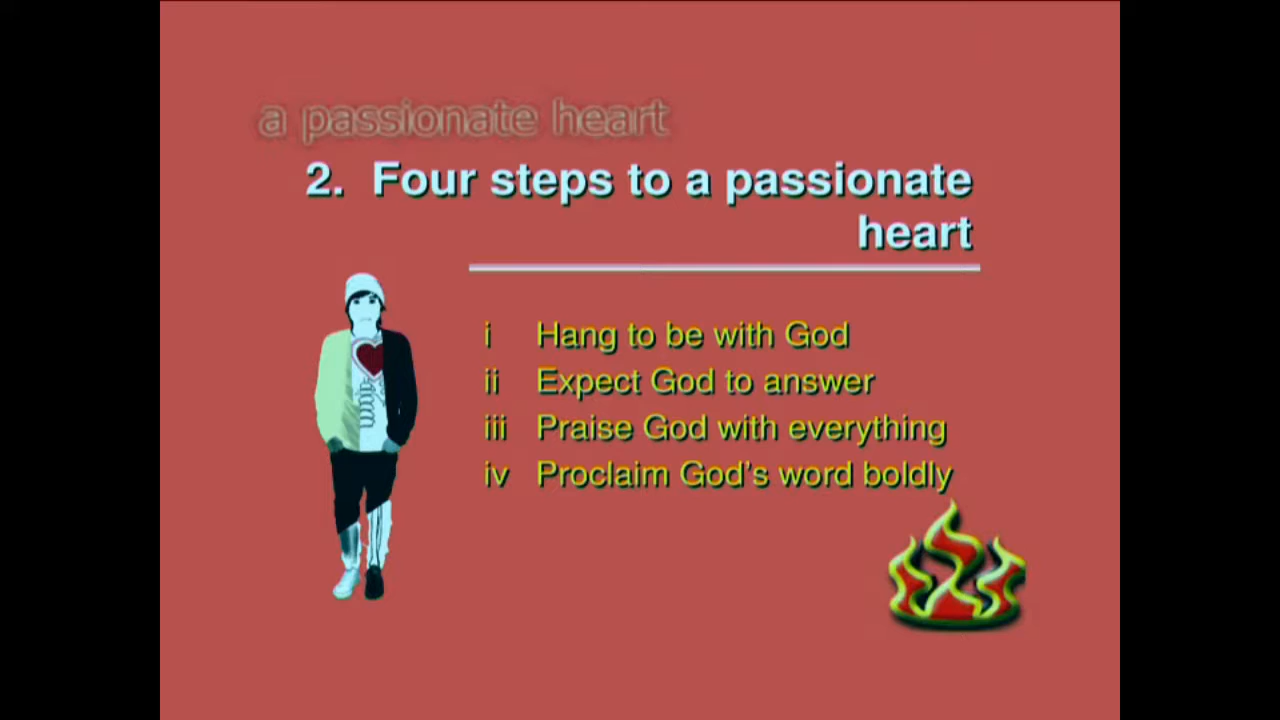 a passionate heart
2. Four steps to a passionate
heart
i Hang to be with God
ii Expect God to answer
iii Praise God with everything
iv Proclaim God's word boldly